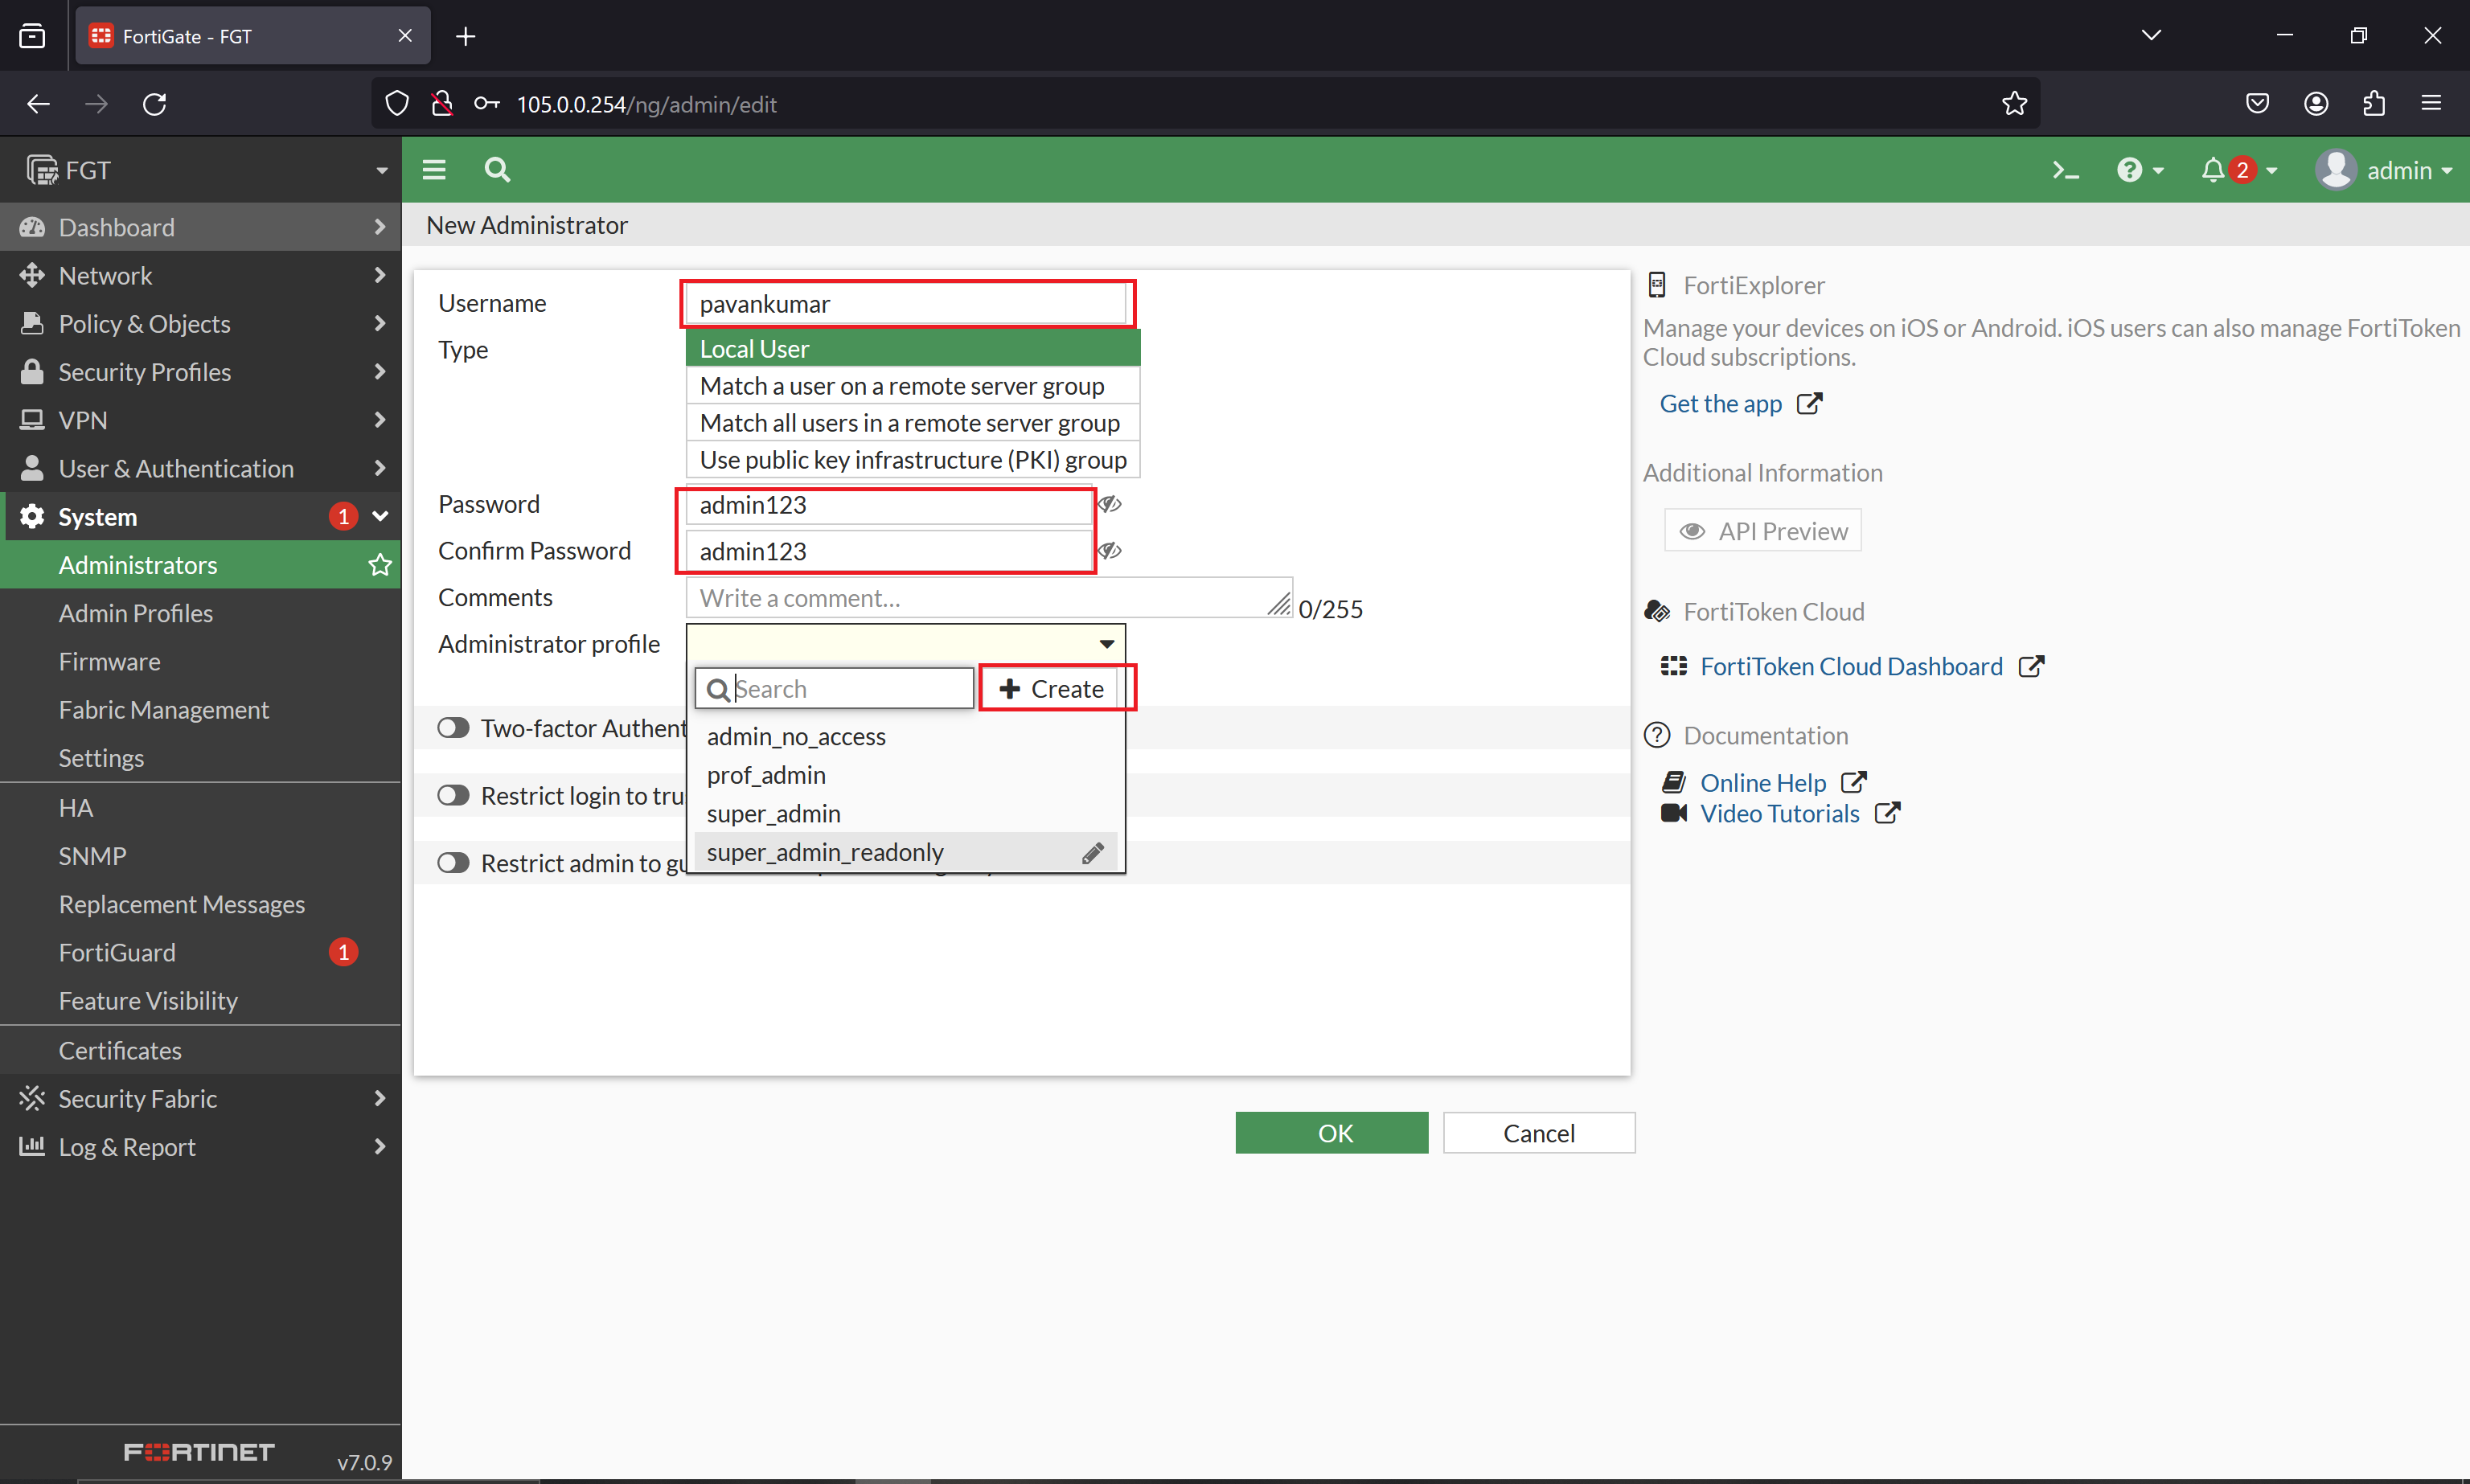 FortiGate - FGT
105.0.0.254/ng/admin/edit
FGT
2
admin
Dashboard
Network
Policy & Objects
Security Profiles
VPN
User & Authentication
System
1
Administrators
Admin Profiles
Firmware
Fabric Management
Settings
HA
SNMP
Replacement Messages
FortiGuard
1
Feature Visibility
Certificates
Security Fabric
Log & Report
FORTINET
v7.0.9
New Administrator
Username
pavankumar
Type
Local User
Match a user on a remote server group
Match all users in a remote server group
Use public key infrastructure (PKI) group
Password
admin123
Confirm Password
admin123
Comments
Write a comment...
0/255
Administrator profile
Search
Create
admin_no_access
prof_admin
super_admin
super_admin_readonly
Two-factor Authent
Restrict login to tru
Restrict admin to gu
OK
Cancel
FortiExplorer
Manage your devices on iOS or Android. iOS users can also manage FortiToken
Cloud subscriptions.
Get the app
Additional Information
API Preview
FortiToken Cloud
FortiToken Cloud Dashboard
Documentation
Online Help
Video Tutorials